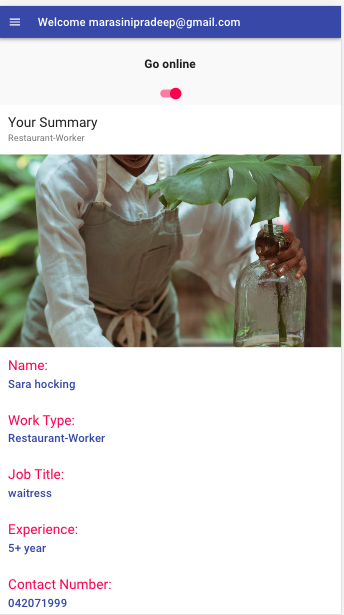 Welcome marasinipradeep@gmail.com
Go online
Your Summary
Restaurant-Worker
Name:
Sara hocking
Work Type:
Restaurant-Worker
Job Title:
waitress
Experience:
5+ year
Contact Number:
042071999